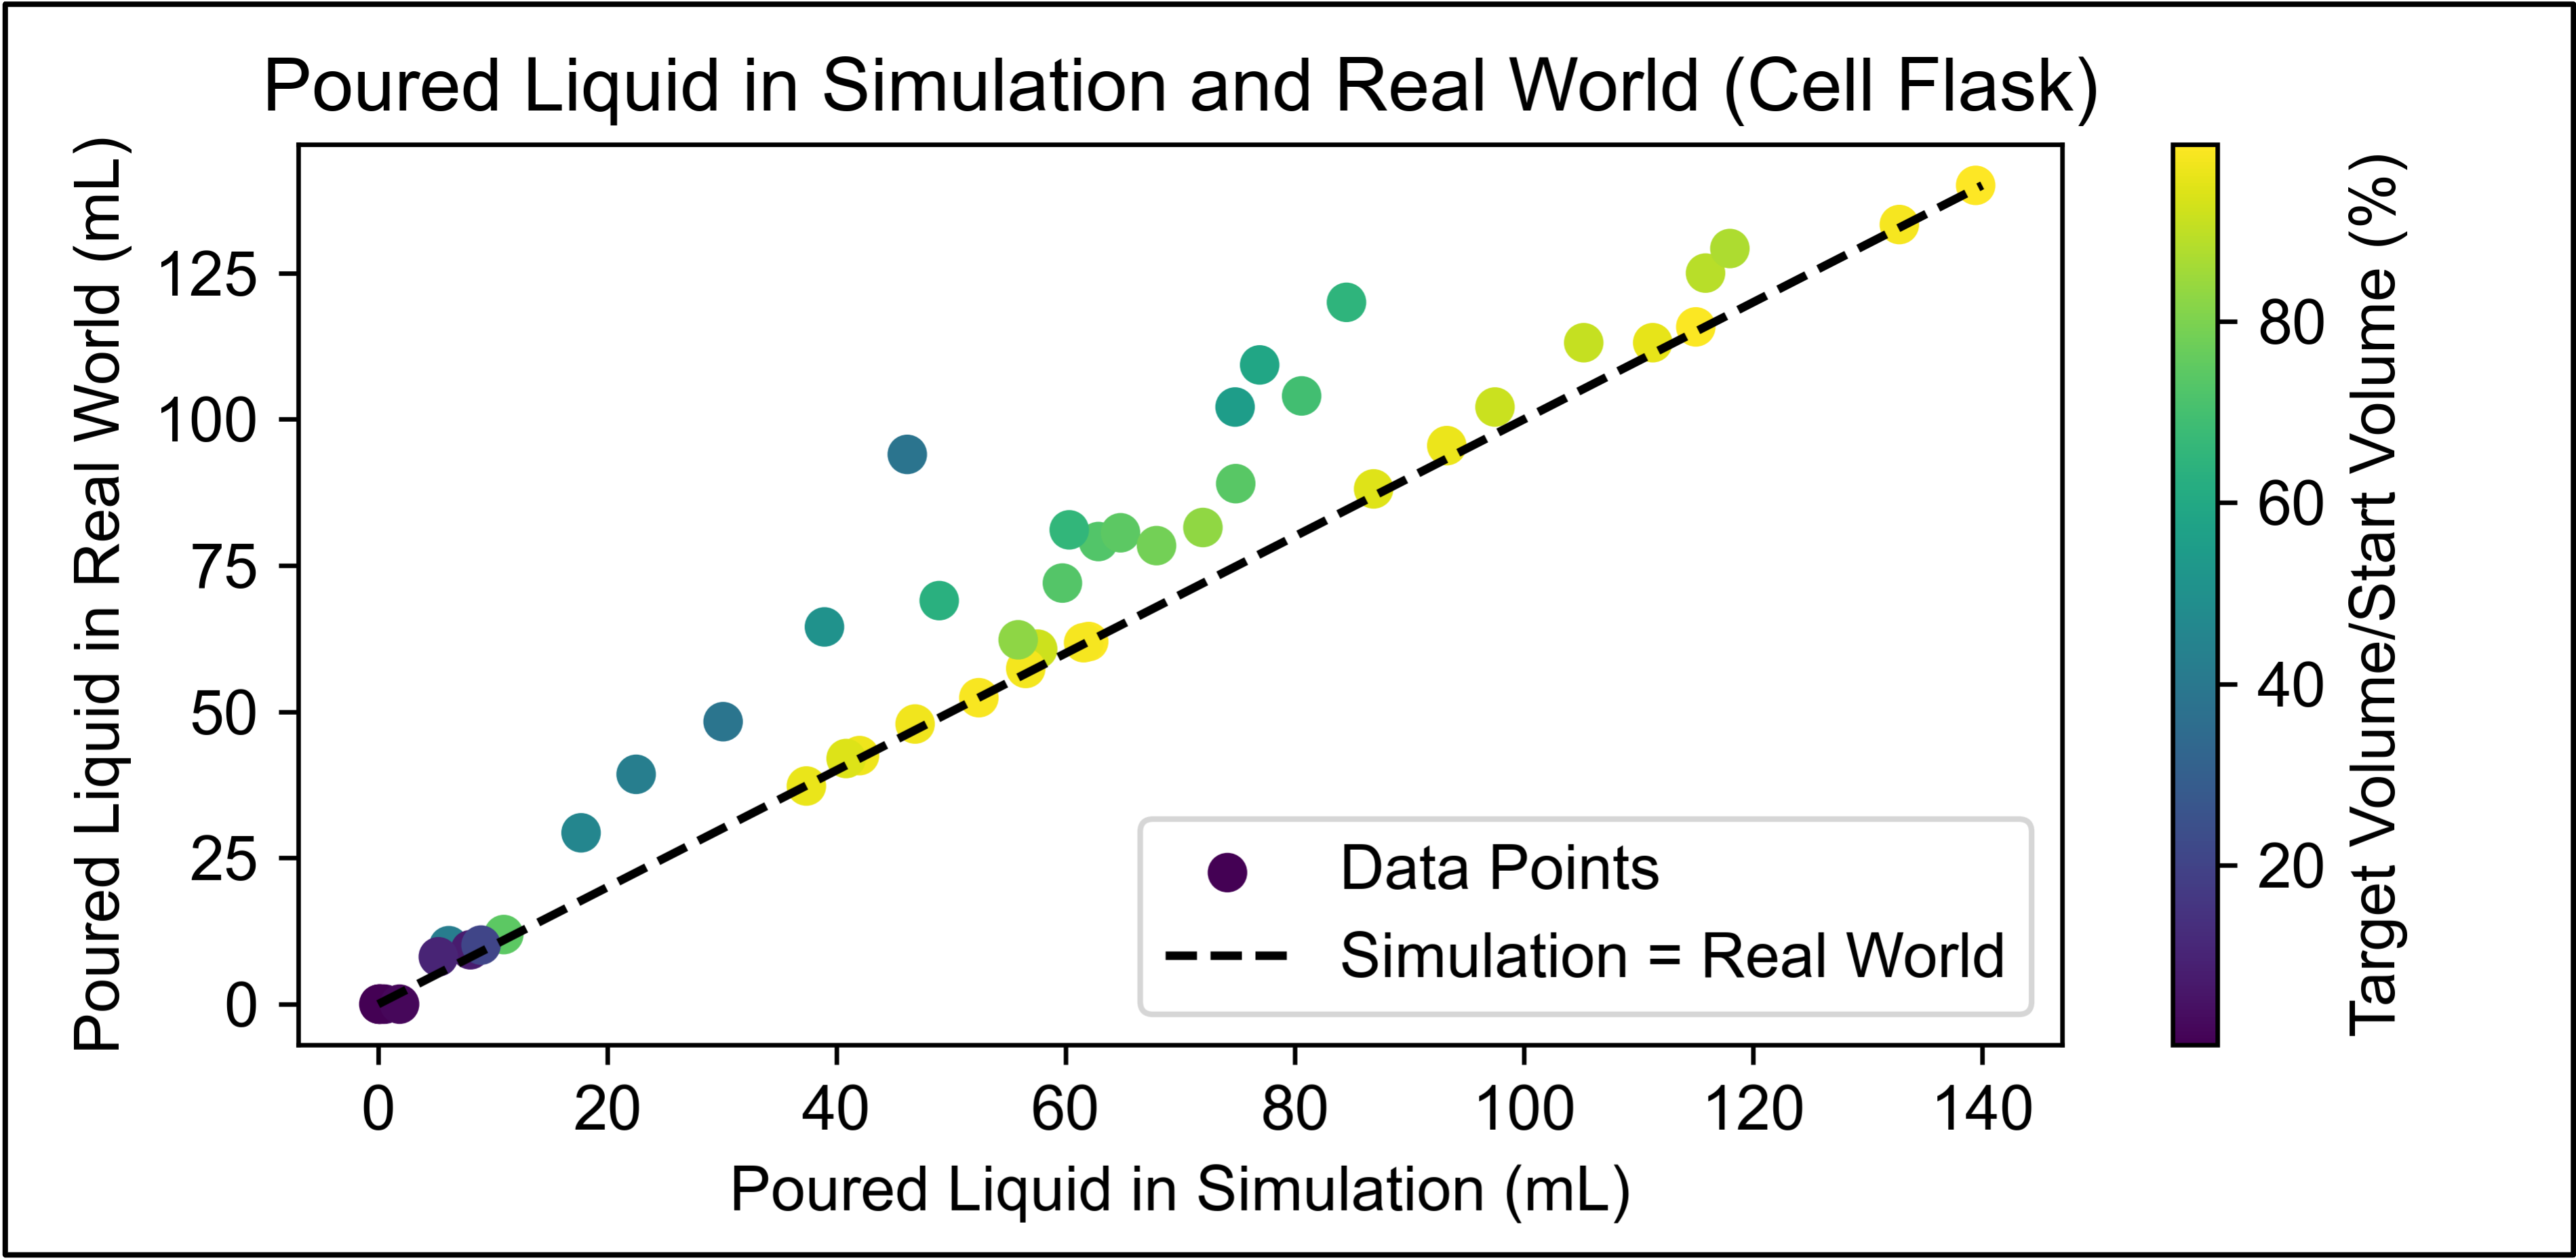 Poured Liquid in Simulation and Real World (Cell Flask)
Poured Liquid in Real World (mL)
125
100
75
50
25
0
0 20 40 60 80 100 120 140
Poured Liquid in Simulation (mL)
Data Points
Simulation = Real World
80
60
40
20
Target Volume/Start Volume (%)